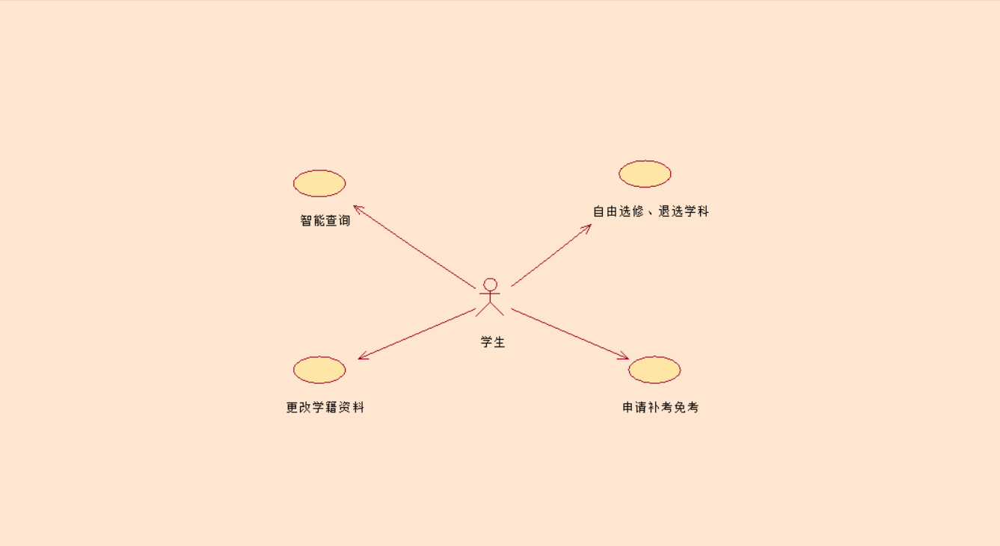 自由选修、退选学科
智能查询
学生
更改学籍资料
申请补考免考